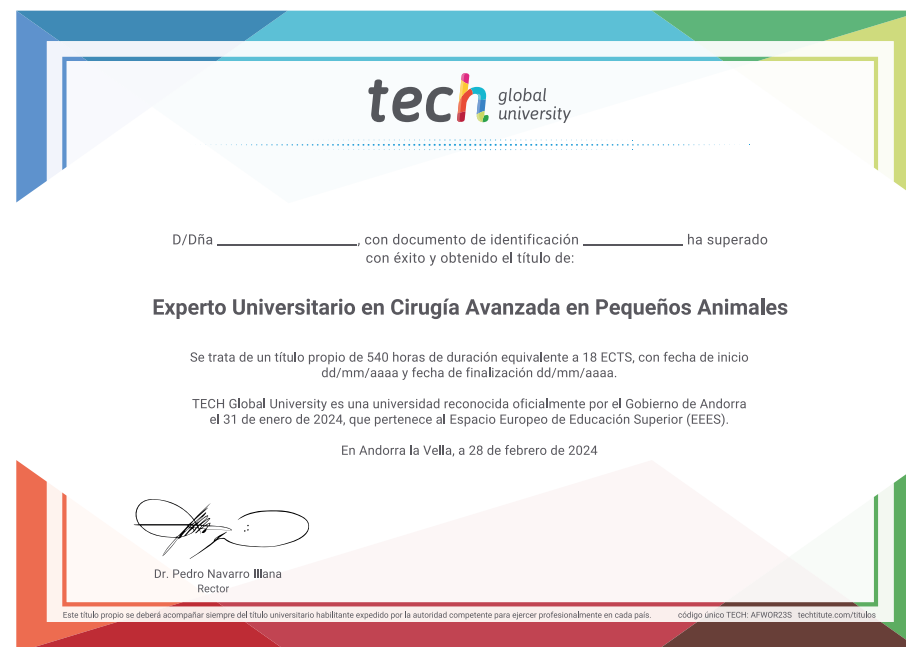 tech global university
D/Dña ________________, con documento de identificación ____________ ha superado
con éxito y obtenido el título de:
Experto Universitario en Cirugía Avanzada en Pequeños Animales
Se trata de un título propio de 540 horas de duración equivalente a 18 ECTS, con fecha de inicio
dd/mm/aaaa y fecha de finalización dd/mm/aaaa.
TECH Global University es una universidad reconocida oficialmente por el Gobierno de Andorra
el 31 de enero de 2024, que pertenece al Espacio Europeo de Educación Superior (EEES).
En Andorra la Vella, a 28 de febrero de 2024
Dr. Pedro Navarro Illana
Rector
Este título propio se deberá acompañar siempre del título universitario habilitante expedido por la autoridad competente para ejercer profesionalmente en cada país.
código único TECH: AFWOR23S techtitute.com/titulos